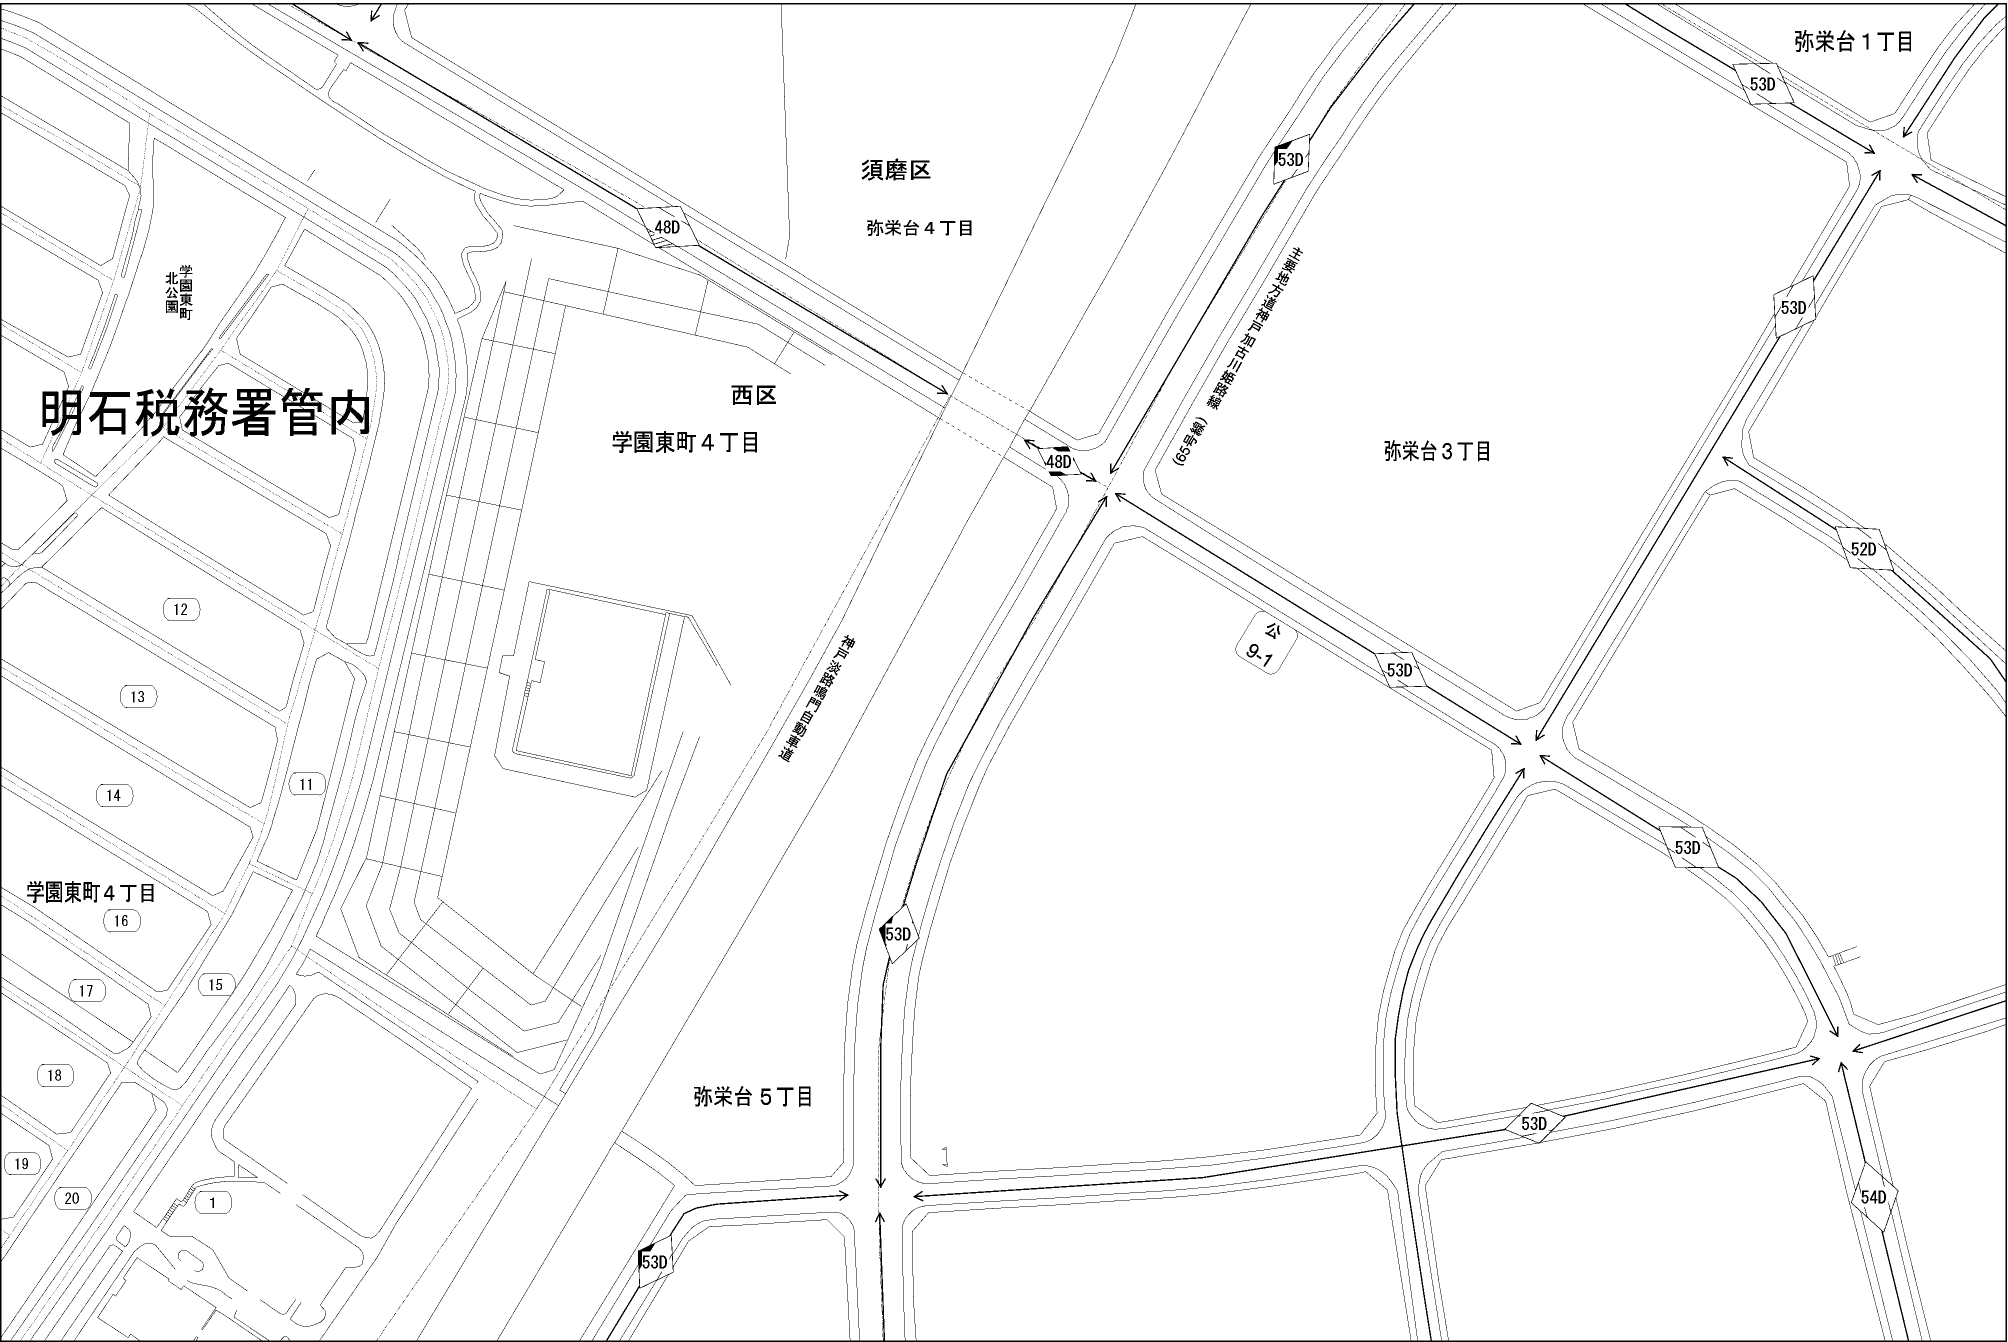 弥栄台1丁目
53D
53D
須磨区
48D
弥栄台4丁目
学園東町
北公園
主要地方道神戸加古川姫路線
(65号線)
53D
明石税務署管内
西区
学園東町4丁目
48D
弥栄台3丁目
52D
12
公
9-1
神戸淡路鳴門自動車道
53D
13
11
14
53D
学園東町4丁目
16
53D
15
17
18
弥栄台5丁目
53D
19
20
1
54D
53D